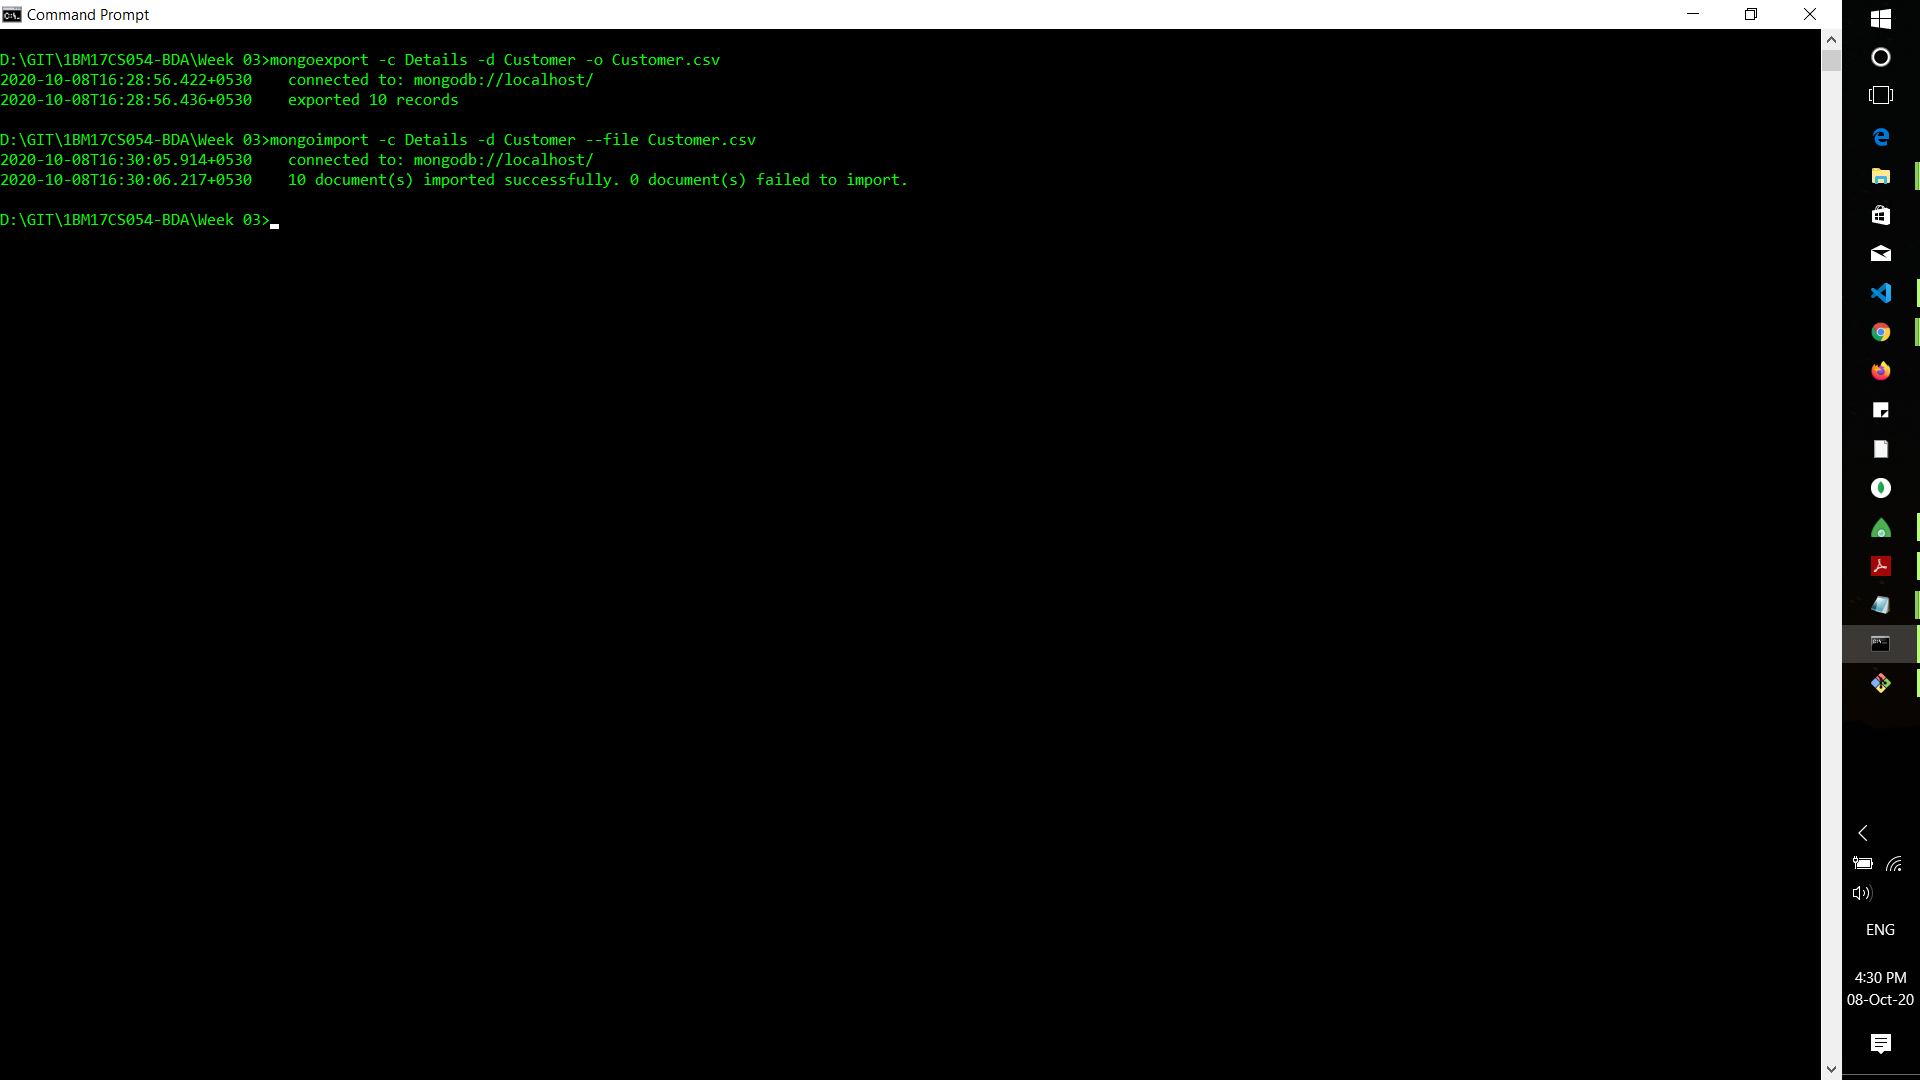 Command Prompt
D:\GIT\1BM17CS054-BDA\Week 03>mongoexport -c Details -d Customer -o Customer.csv
2020-10-08T16:28:56.422+0530    connected to: mongodb://localhost/
2020-10-08T16:28:56.436+0530    exported 10 records
D:\GIT\1BM17CS054-BDA\Week 03>mongoimport -c Details -d Customer --file Customer.csv
2020-10-08T16:30:05.914+0530    connected to: mongodb://localhost/
2020-10-08T16:30:06.217+0530    10 document(s) imported successfully. 0 document(s) failed to import.
D:\GIT\1BM17CS054-BDA\Week 03>
ENG
4:30 PM
08-Oct-20